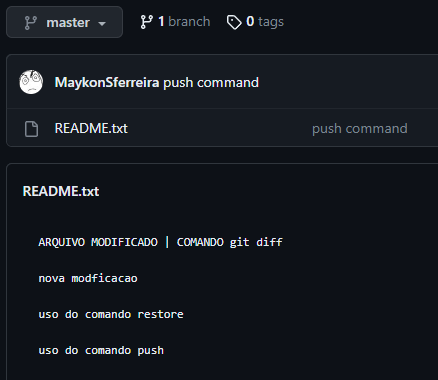 master 1 branch 0 tags
MaykonSferreira push command
README.txt push command
README.txt
ARQUIVO MODIFICADO | COMANDO git diff
nova modficacao
uso do comando restore
uso do comando push